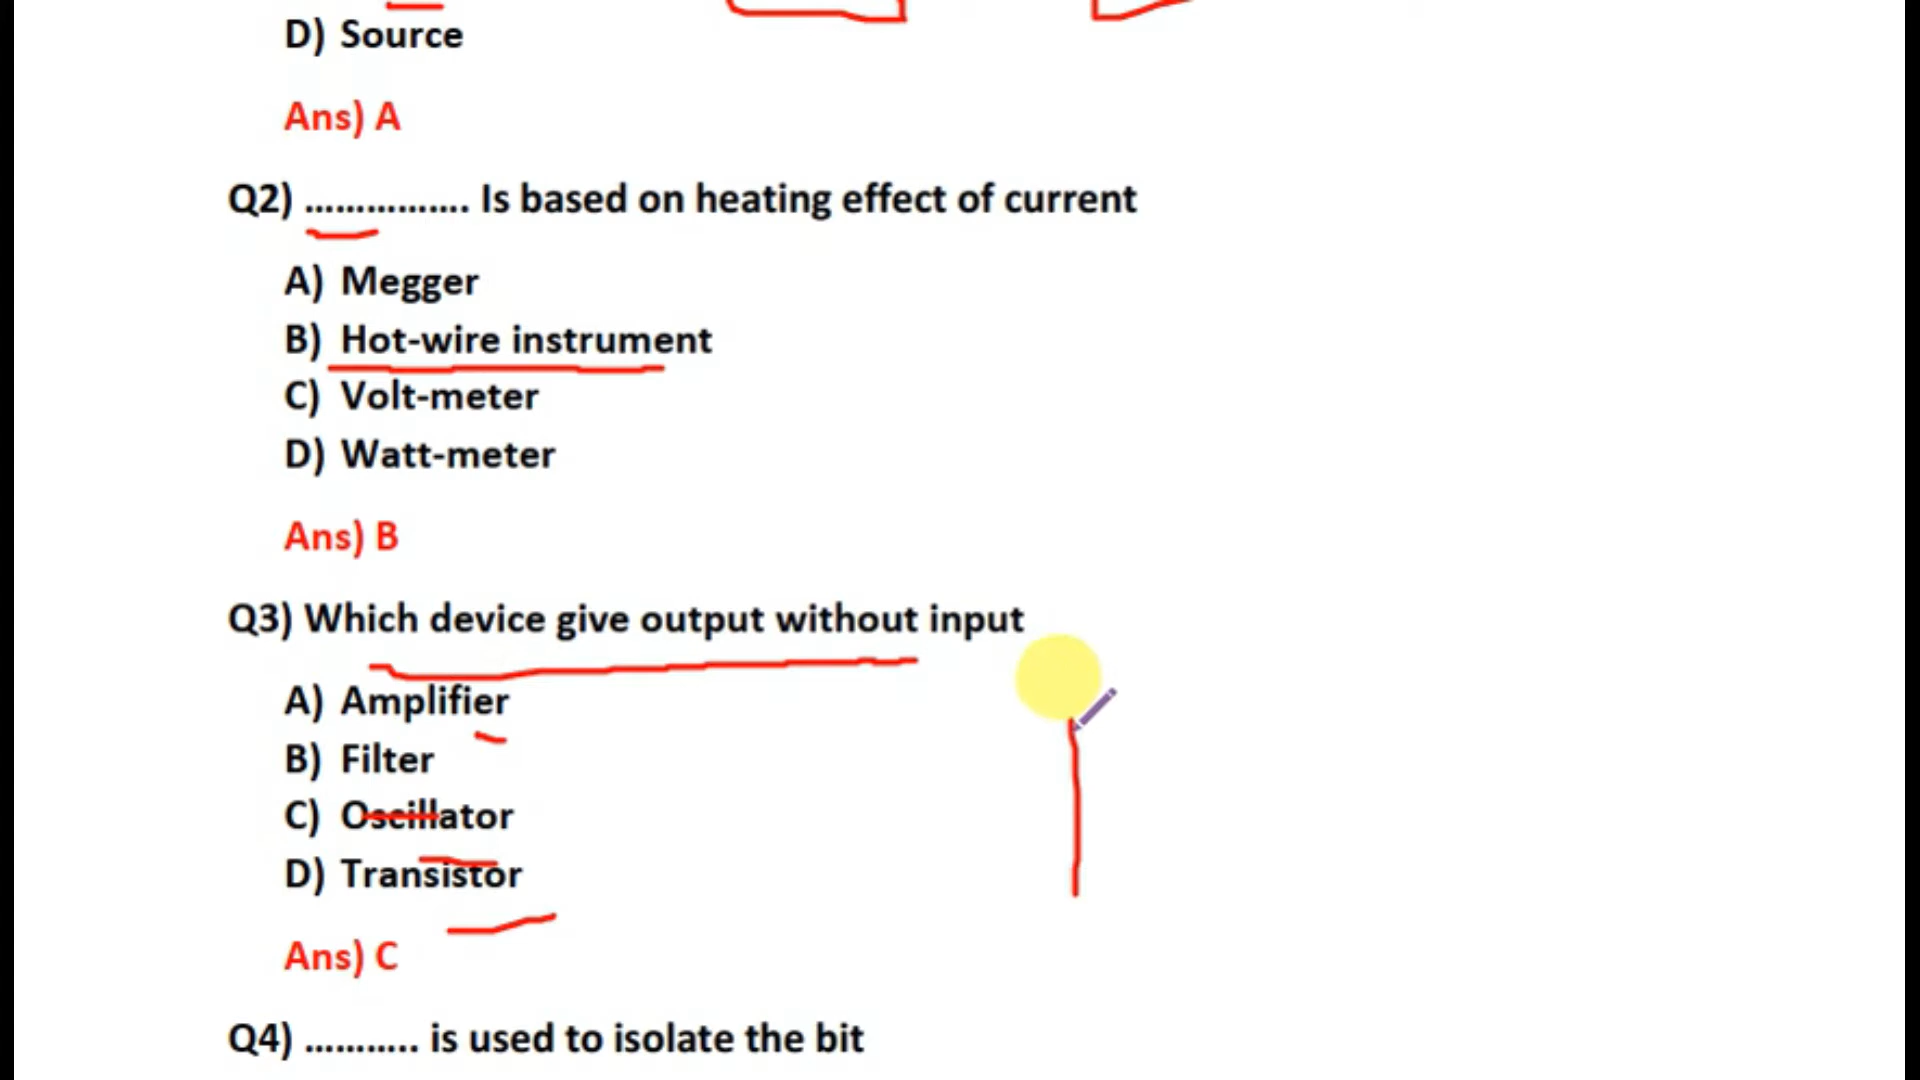 D) Source
Ans) A
Q2) ................ Is based on heating effect of current
A) Megger
B) Hot-wire instrument
C) Volt-meter
D) Watt-meter
Ans) B
Q3) Which device give output without input
A) Amplifier
B) Filter
C) Oscillator
D) Transistor
Ans) C
Q4) ........... is used to isolate the bit